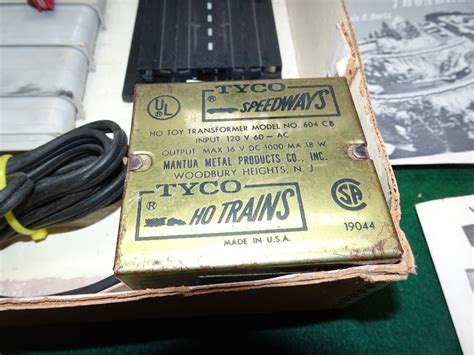 TYCO
UL
SPEEDWAYS
HO TOY TRANSFORMER MODEL NO. 604 CB
INPUT: 120 V 60 – AC
OUTPUT MAX 16 V DC 1000 MA 18 W
MANTUA METAL PRODUCTS CO., INC.
WOODBURY HEIGHTS, N. J
TYCO
HO TRAINS
MADE IN U.S.A.
SA
19044